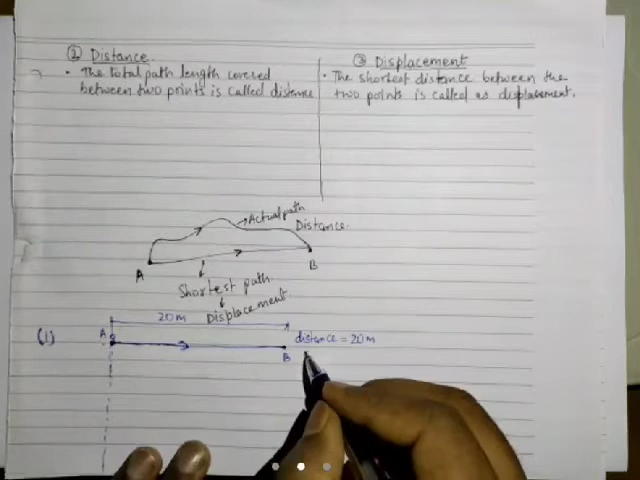 ② Distance
• The total path length covered
between two points is called distance
③ Displacement
• The shortest distance between the
two points is called as displacement.
Actual path
Distance
A
B
Shortest path
Displacement
20 m
(1)
A
B
distance = 20 m